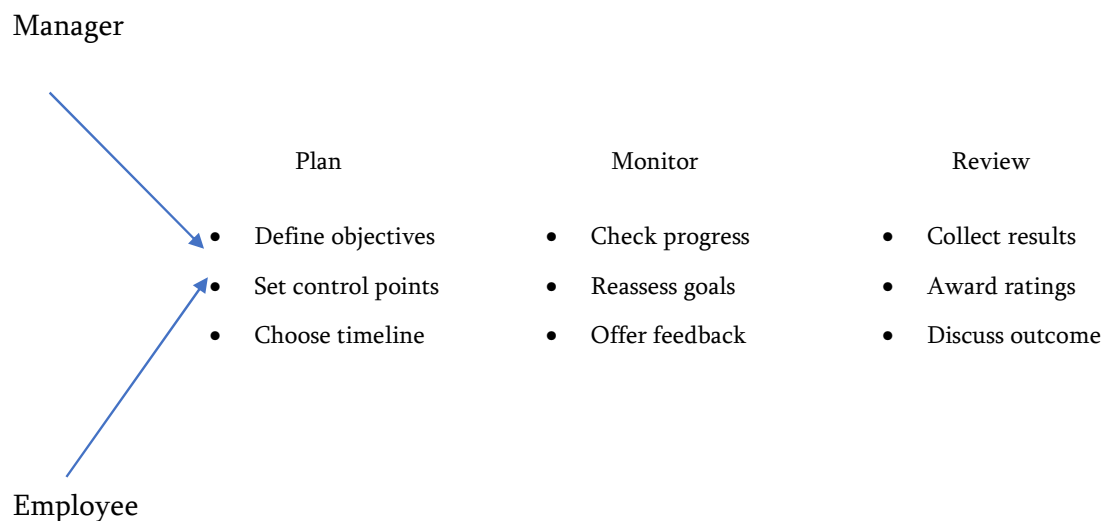 Manager
Plan
Monitor
Review
• Define objectives
• Set control points
• Choose timeline
• Check progress
• Reassess goals
• Offer feedback
• Collect results
• Award ratings
• Discuss outcome
Employee